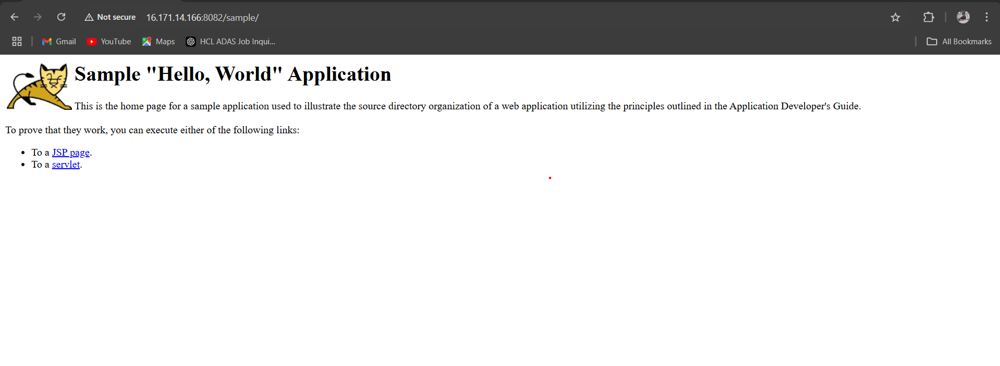 Not secure 16.171.14.166:8082/sample/
Gmail YouTube Maps HCL ADAS Job Inqui... All Bookmarks
Sample "Hello, World" Application
This is the home page for a sample application used to illustrate the source directory organization of a web application utilizing the principles outlined in the Application Developer's Guide.
To prove that they work, you can execute either of the following links:
• To a JSP page.
• To a servlet.